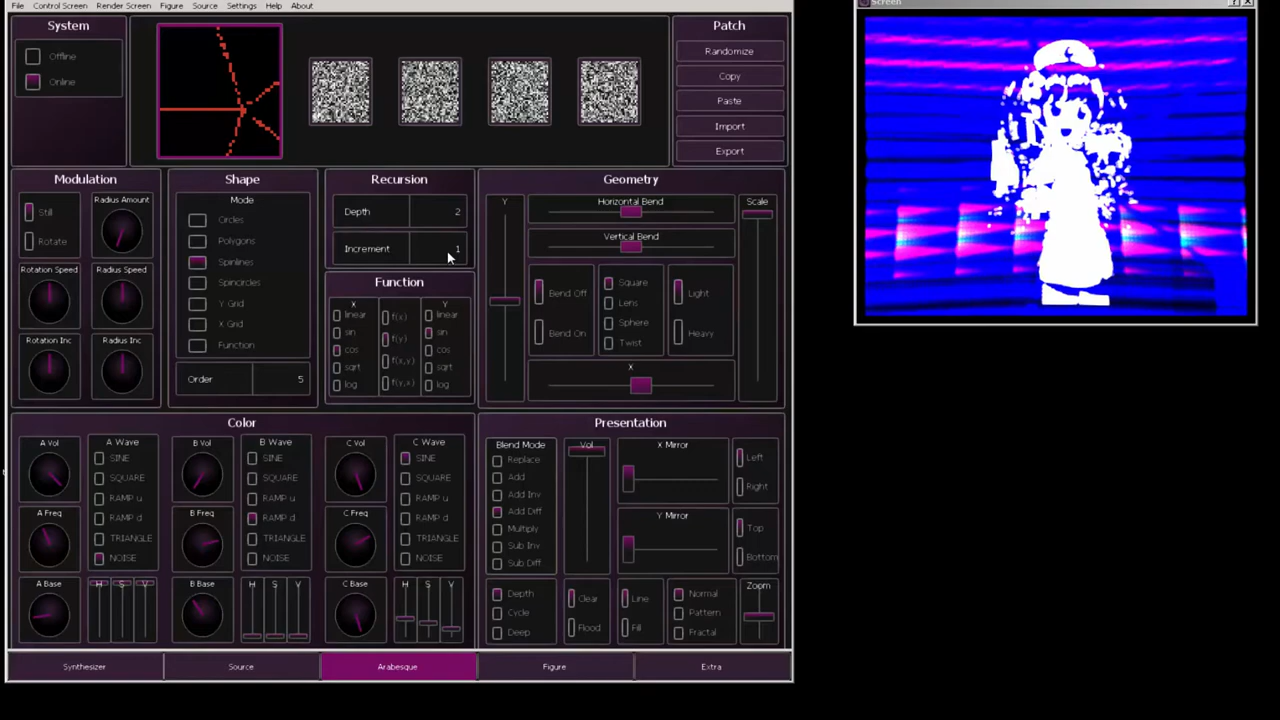 File Control Screen Render Screen Figure Source Settings Help About
Screen
System
Offline
Online
Patch
Randomize
Copy
Paste
Import
Export
Modulation
Still
Rotate
Radius Amount
Rotation Speed
Radius Speed
Rotation Inc
Radius Inc
Shape
Mode
Circles
Polygons
Spinlines
Spincircles
Y Grid
X Grid
Function
Order 5
Recursion
Depth 2
Increment 1
Function
X
linear
sin
cos
sqrt
log
f(x)
f(y)
f(x,y)
f(y,x)
Y
linear
sin
cos
sqrt
log
Geometry
Y
Horizontal Bend
Vertical Bend
Scale
Bend Off
Bend On
Square
Lens
Sphere
Twist
Light
Heavy
X
Color
A Vol
A Freq
A Base
A Wave
SINE
SQUARE
RAMP u
RAMP d
TRIANGLE
NOISE
H S V
B Vol
B Freq
B Base
B Wave
SINE
SQUARE
RAMP u
RAMP d
TRIANGLE
NOISE
H S V
C Vol
C Freq
C Base
C Wave
SINE
SQUARE
RAMP u
RAMP d
TRIANGLE
NOISE
H S V
Presentation
Blend Mode
Replace
Add
Add Inv
Add Diff
Multiply
Sub Inv
Sub Diff
Vol
X Mirror
Left
Right
Y Mirror
Top
Bottom
Depth
Cycle
Deep
Clear
Flood
Line
Fill
Normal
Pattern
Fractal
Zoom
Synthesizer Source Arabesque Figure Extra